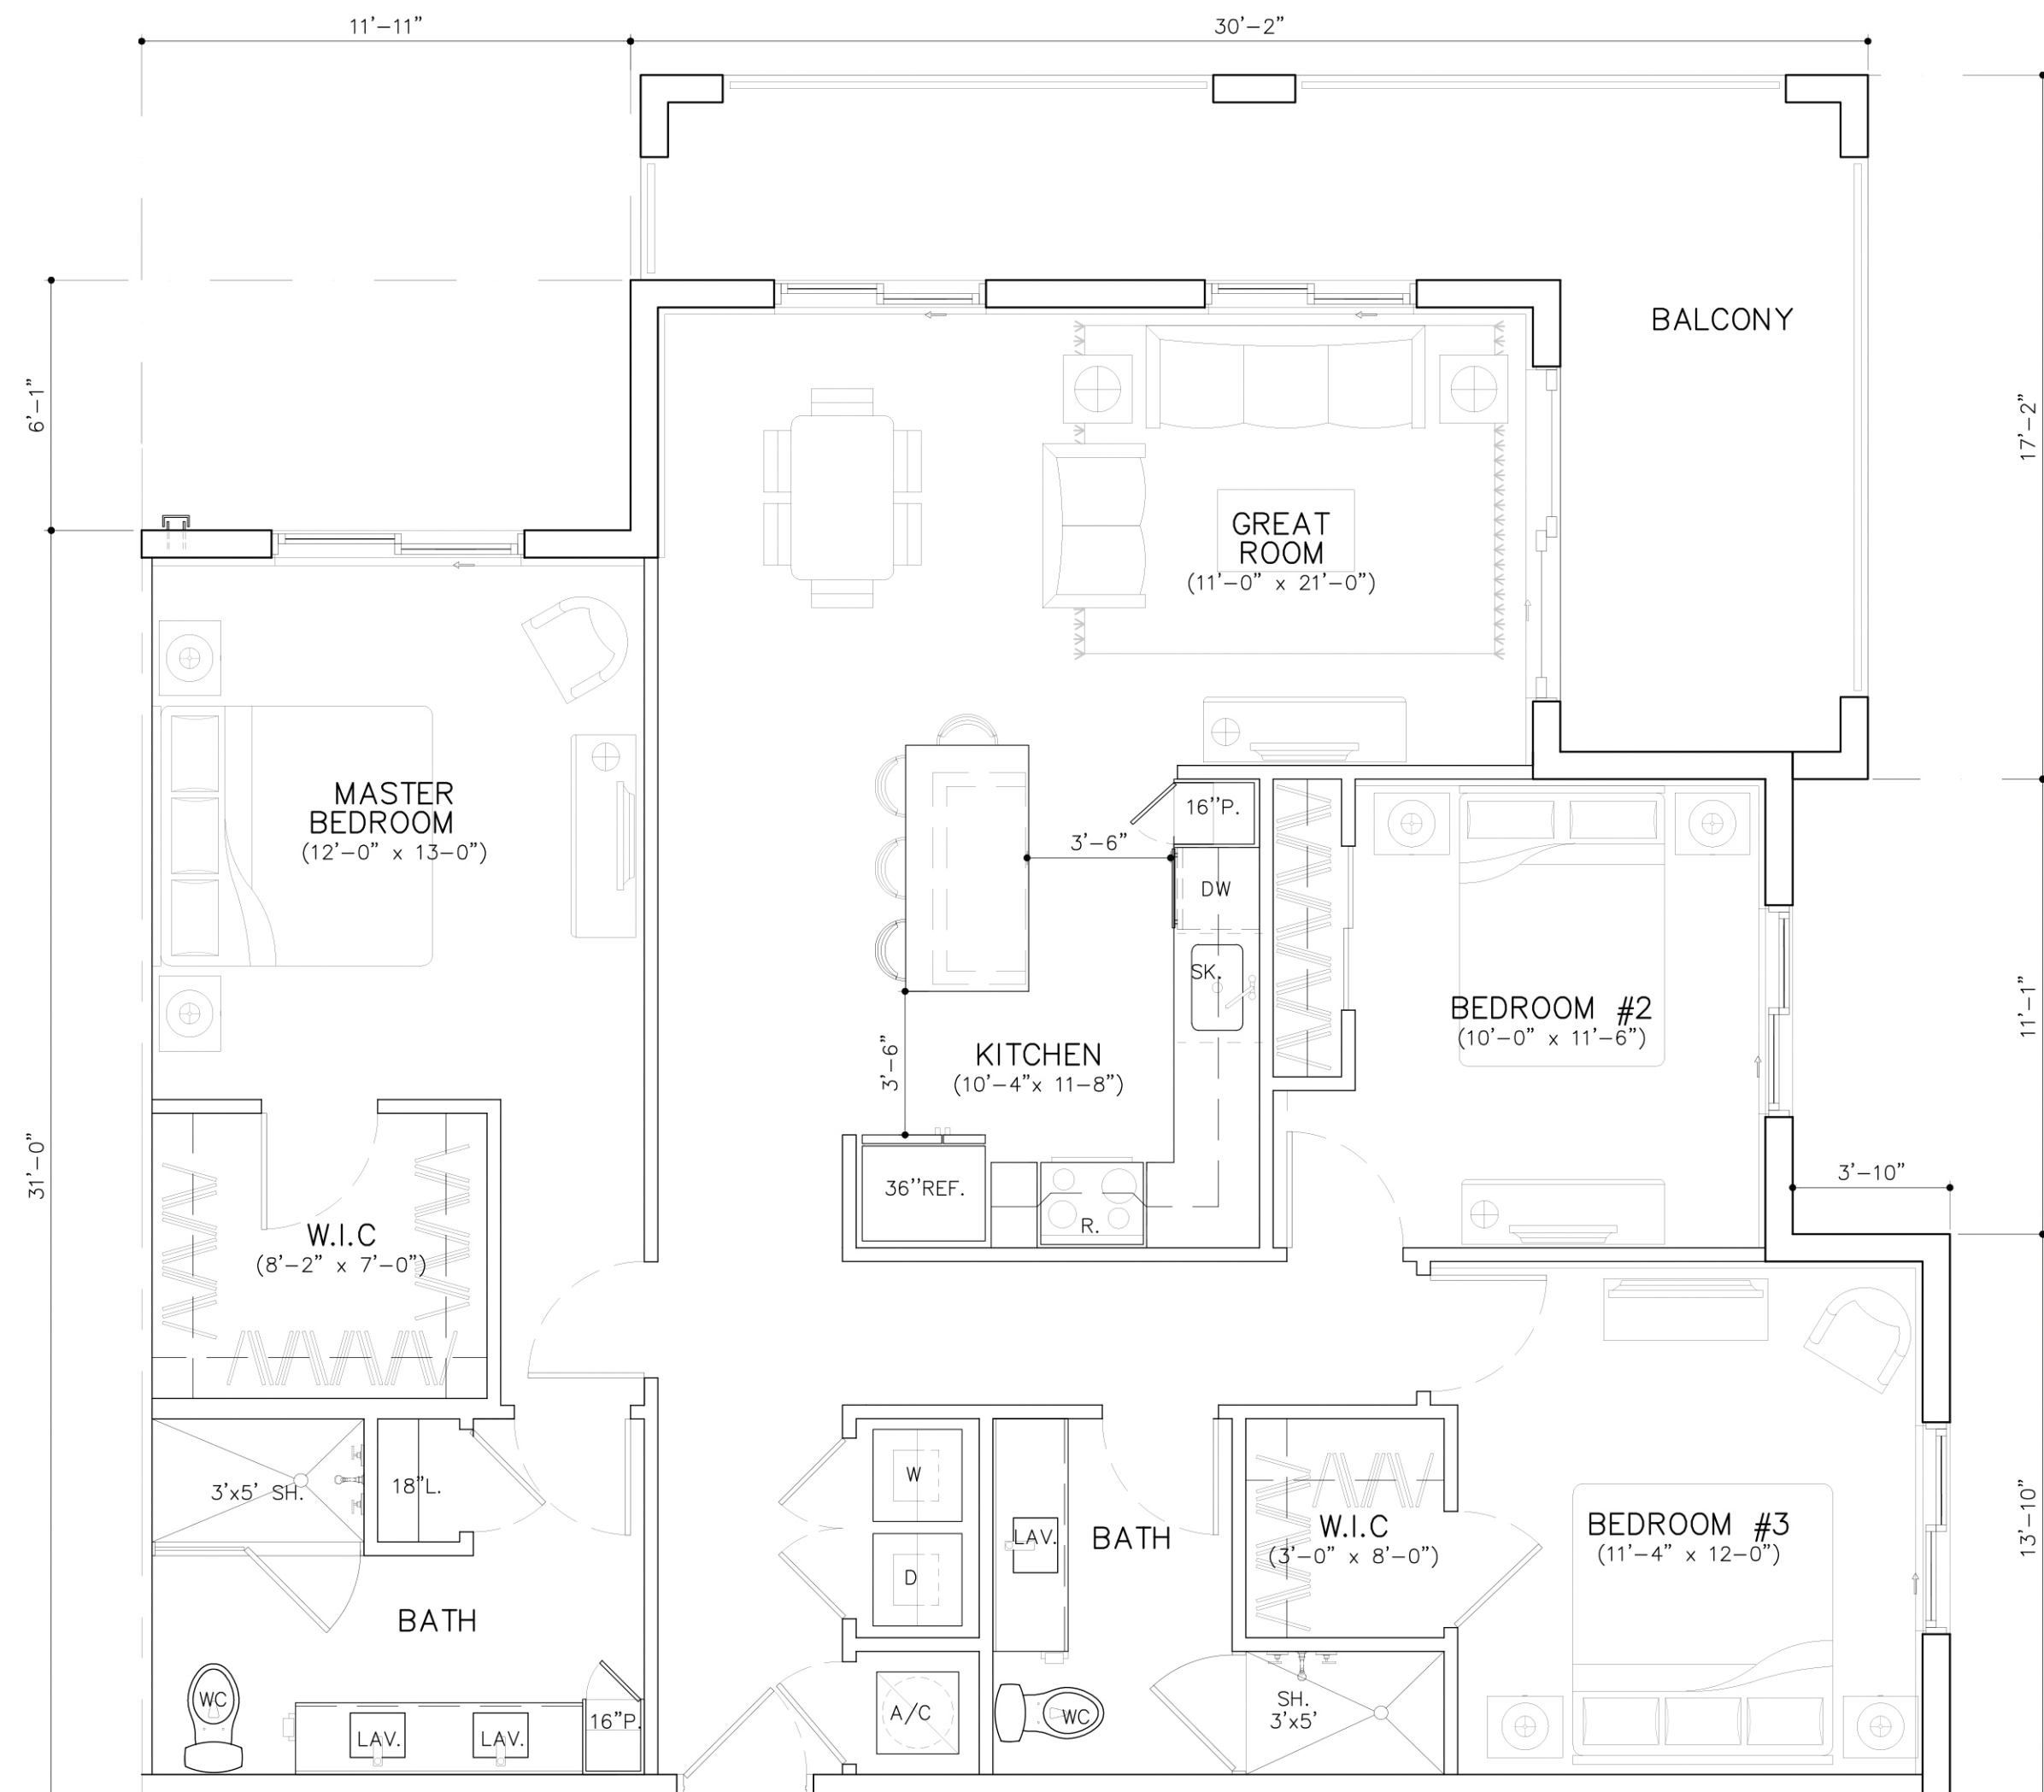 11'-11"
30'-2"
BALCONY
6'-1"
17'-2"
GREAT
ROOM
(11'-0" x 21'-0")
MASTER
BEDROOM
(12'-0" x 13-0")
16"P.
3'-6"
DW
SK.
BEDROOM #2
(10'-0" x 11'-6")
11'-1"
KITCHEN
(10'-4"x 11-8")
3'-6"
31'-0"
3'-10"
36"REF.
R.
W.I.C
(8'-2" x 7'-0")
3'x5' SH.
18"L.
W
D
LAV.
BATH
W.I.C
(3'-0" x 8'-0")
BEDROOM #3
(11'-4" x 12-0")
13'-10"
BATH
WC
LAV.
LAV.
16"P.
A/C
WC
SH.
3'x5'